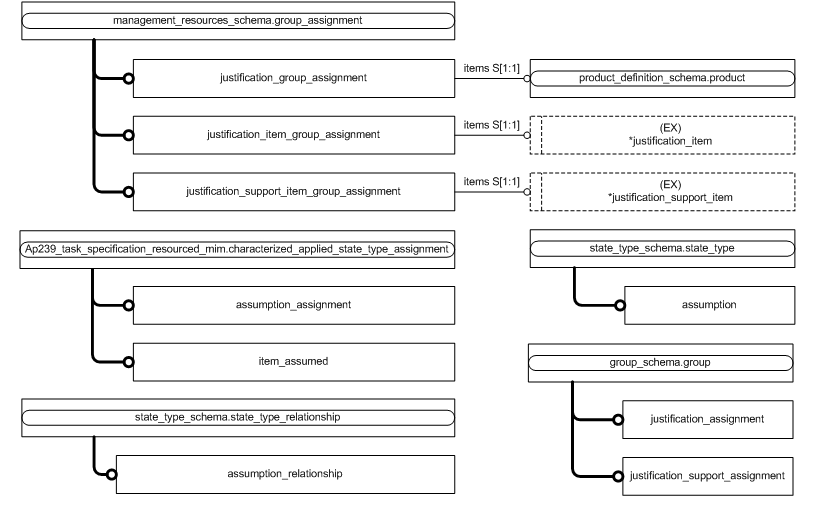 management_resources_schema.group_assignment
justification_group_assignment
items S[1:1]
product_definition_schema.product
justification_item_group_assignment
items S[1:1]
(EX)
*justification_item
justification_support_item_group_assignment
items S[1:1]
(EX)
*justification_support_item
Ap239_task_specification_resourced_mim.characterized_applied_state_type_assignment
state_type_schema.state_type
assumption_assignment
assumption
item_assumed
group_schema.group
state_type_schema.state_type_relationship
justification_assignment
assumption_relationship
justification_support_assignment